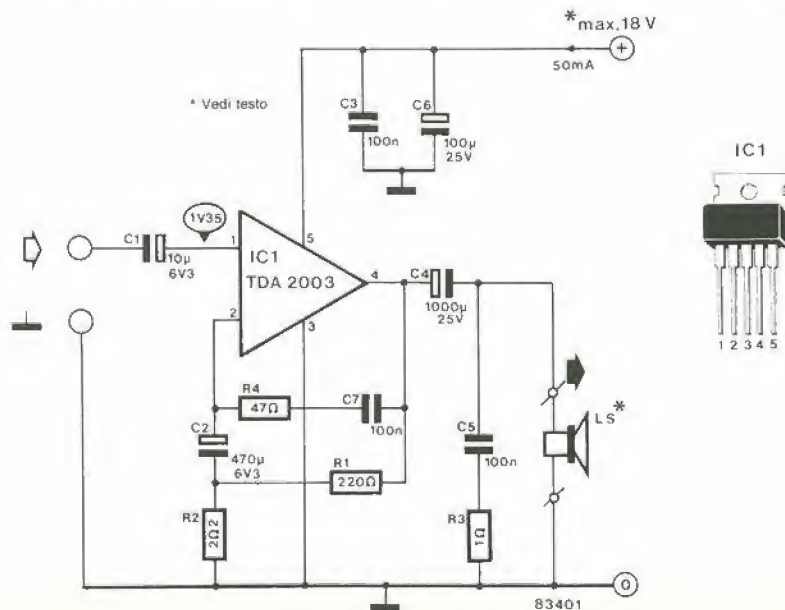 *max. 18 V
+
50mA
* Vedi testo
C3
100n
C6
100µ
25V
IC1
1 2 3 4 5
1V35
C1
10µ
6V3
1
2
3
4
5
IC1
TDA 2003
C4
1000µ
25V
R4
47Ω
C7
100n
C2
470µ
6V3
R1
220Ω
R2
2Ω2
C5
100n
R3
1Ω
LS*
0
83401